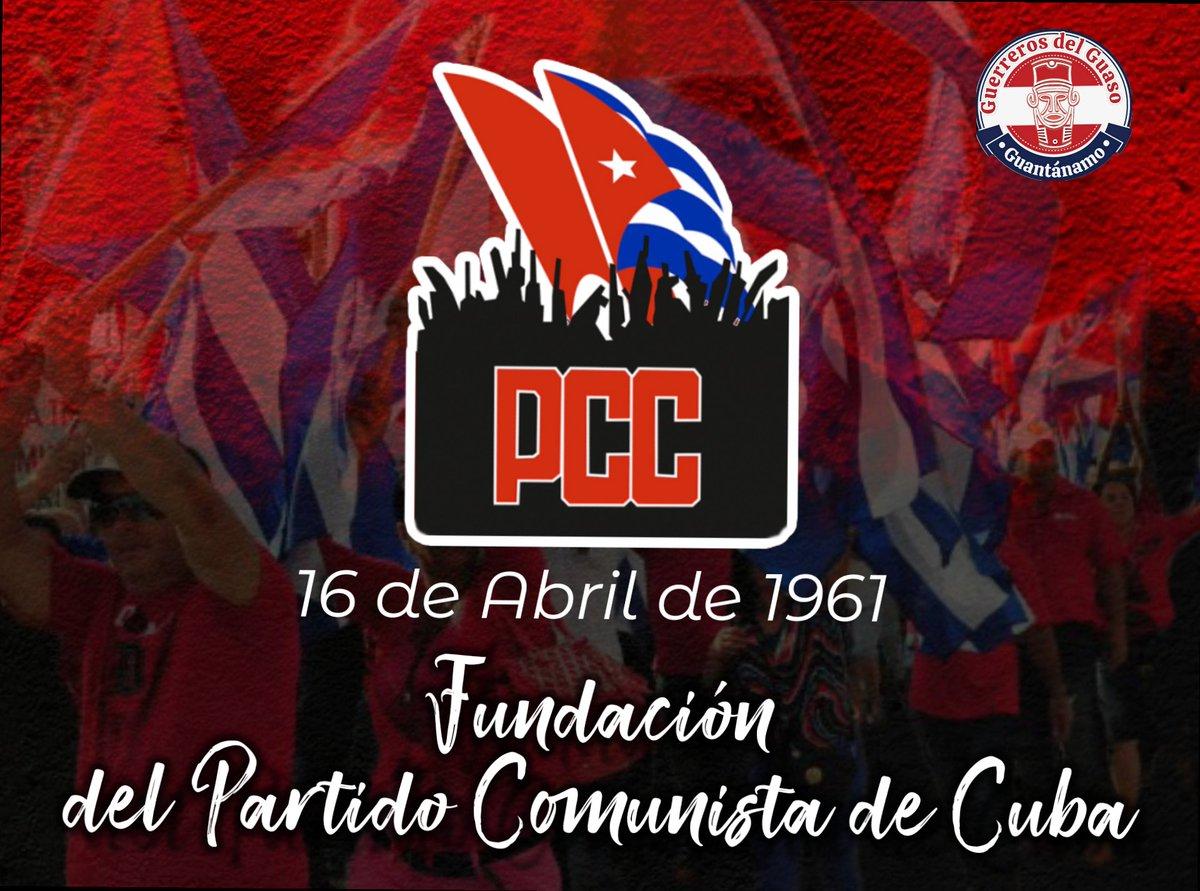 Guerreros del Guaso
• Guantánamo •
PCC
16 de Abril de 1961
Fundación
del Partido Comunista de Cuba